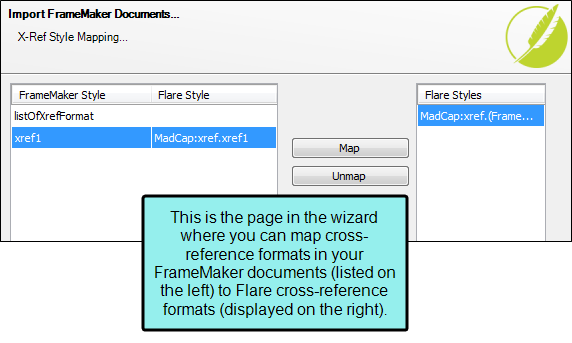 Import FrameMaker Documents...
X-Ref Style Mapping...
FrameMaker Style Flare Style Flare Styles
listOfXrefFormat MadCap:xref.(Frame...
xref1 MadCap:xref.xref1
Map
Unmap
This is the page in the wizard
where you can map cross-
reference formats in your
FrameMaker documents (listed on
the left) to Flare cross-reference
formats (displayed on the right).